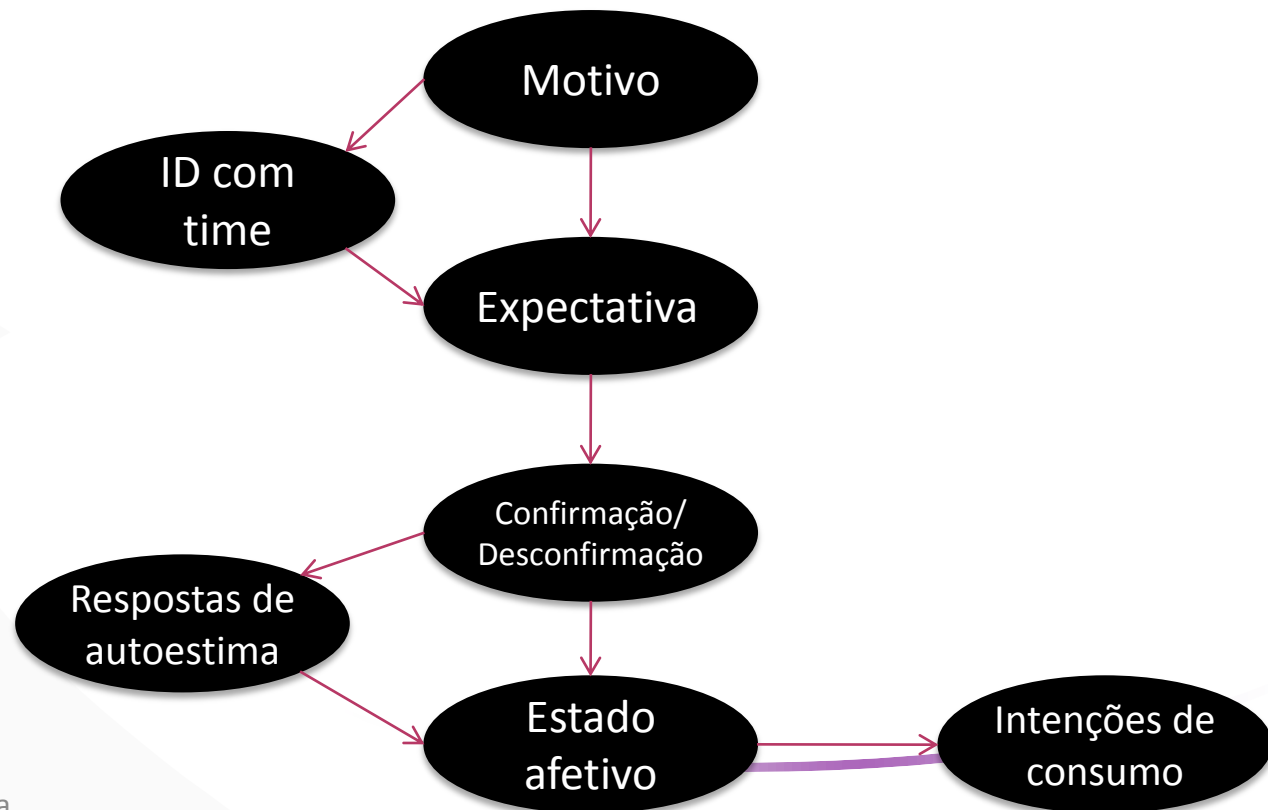 Motivo
ID com
time
Expectativa
Confirmação/
Desconfirmação
Respostas de
autoestima
Estado
afetivo
Intenções de
consumo